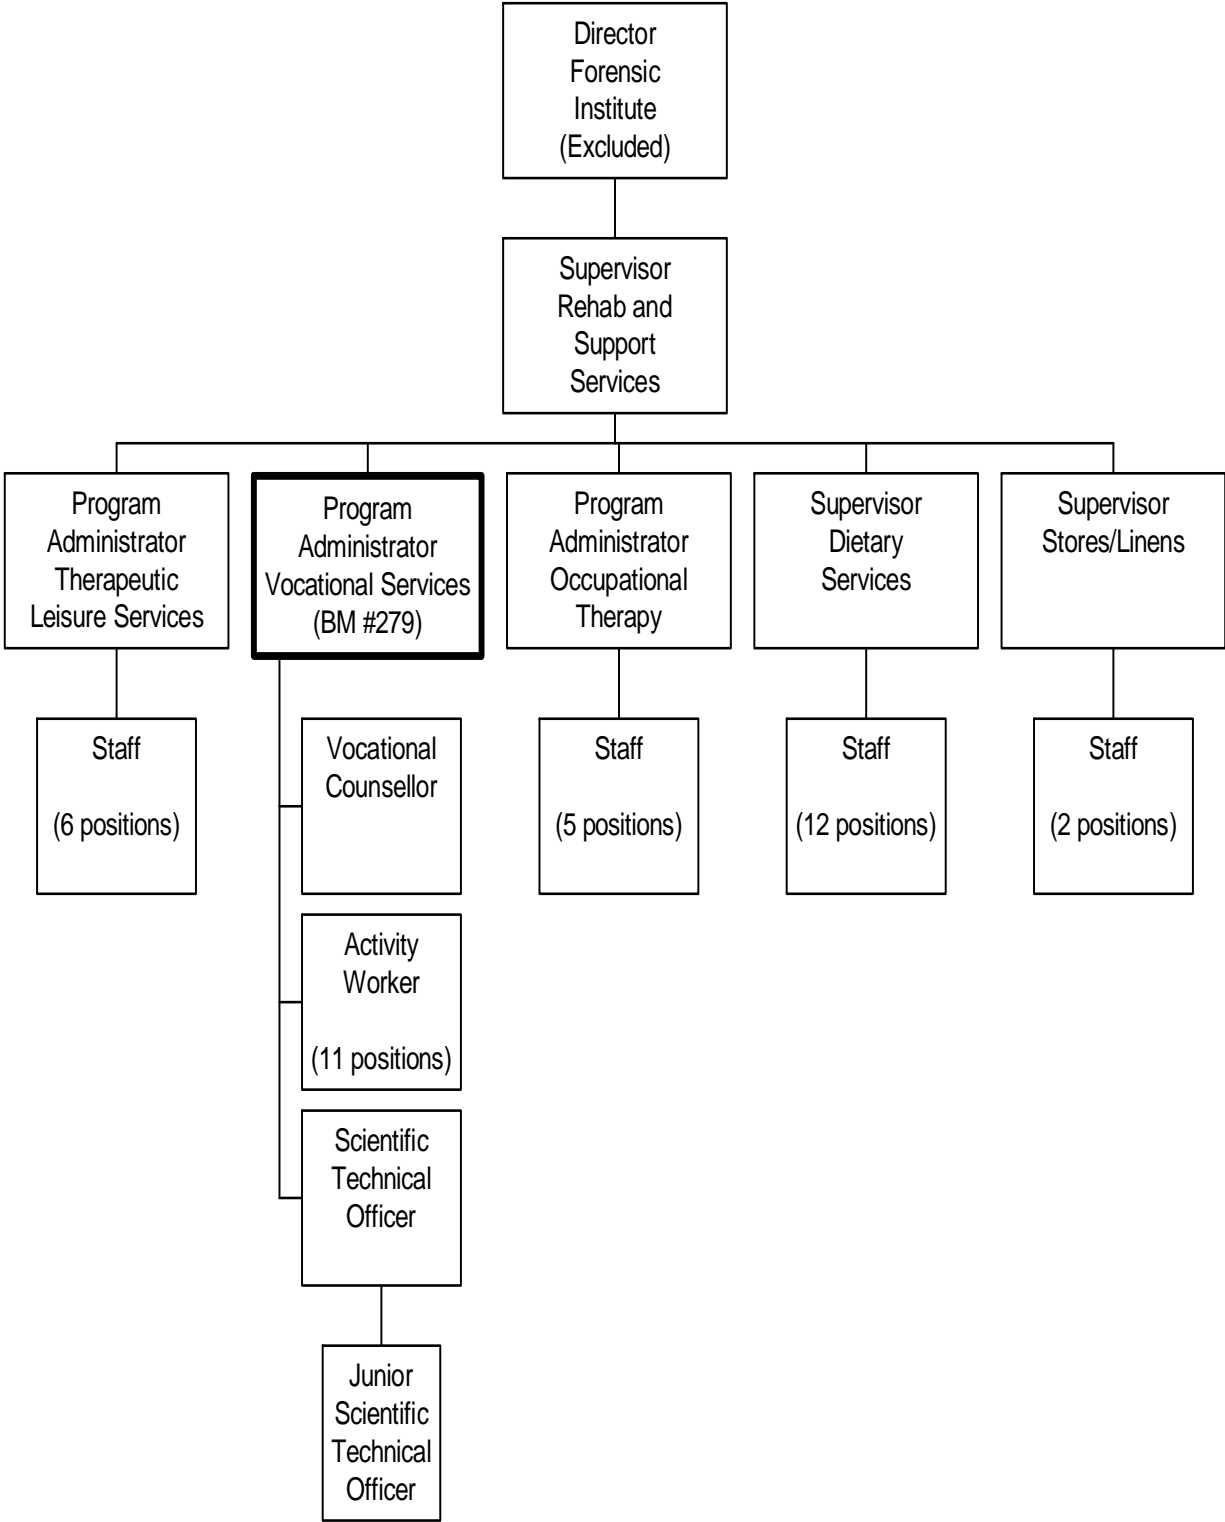 Director
Forensic
Institute
(Excluded)
Supervisor
Rehab and
Support
Services
Program
Administrator
Therapeutic
Leisure Services
Program
Administrator
Vocational Services
(BM #279)
Program
Administrator
Occupational
Therapy
Supervisor
Dietary
Services
Supervisor
Stores/Linens
Staff
(6 positions)
Vocational
Counsellor
Staff
(5 positions)
Staff
(12 positions)
Staff
(2 positions)
Activity
Worker
(11 positions)
Scientific
Technical
Officer
Junior
Scientific
Technical
Officer